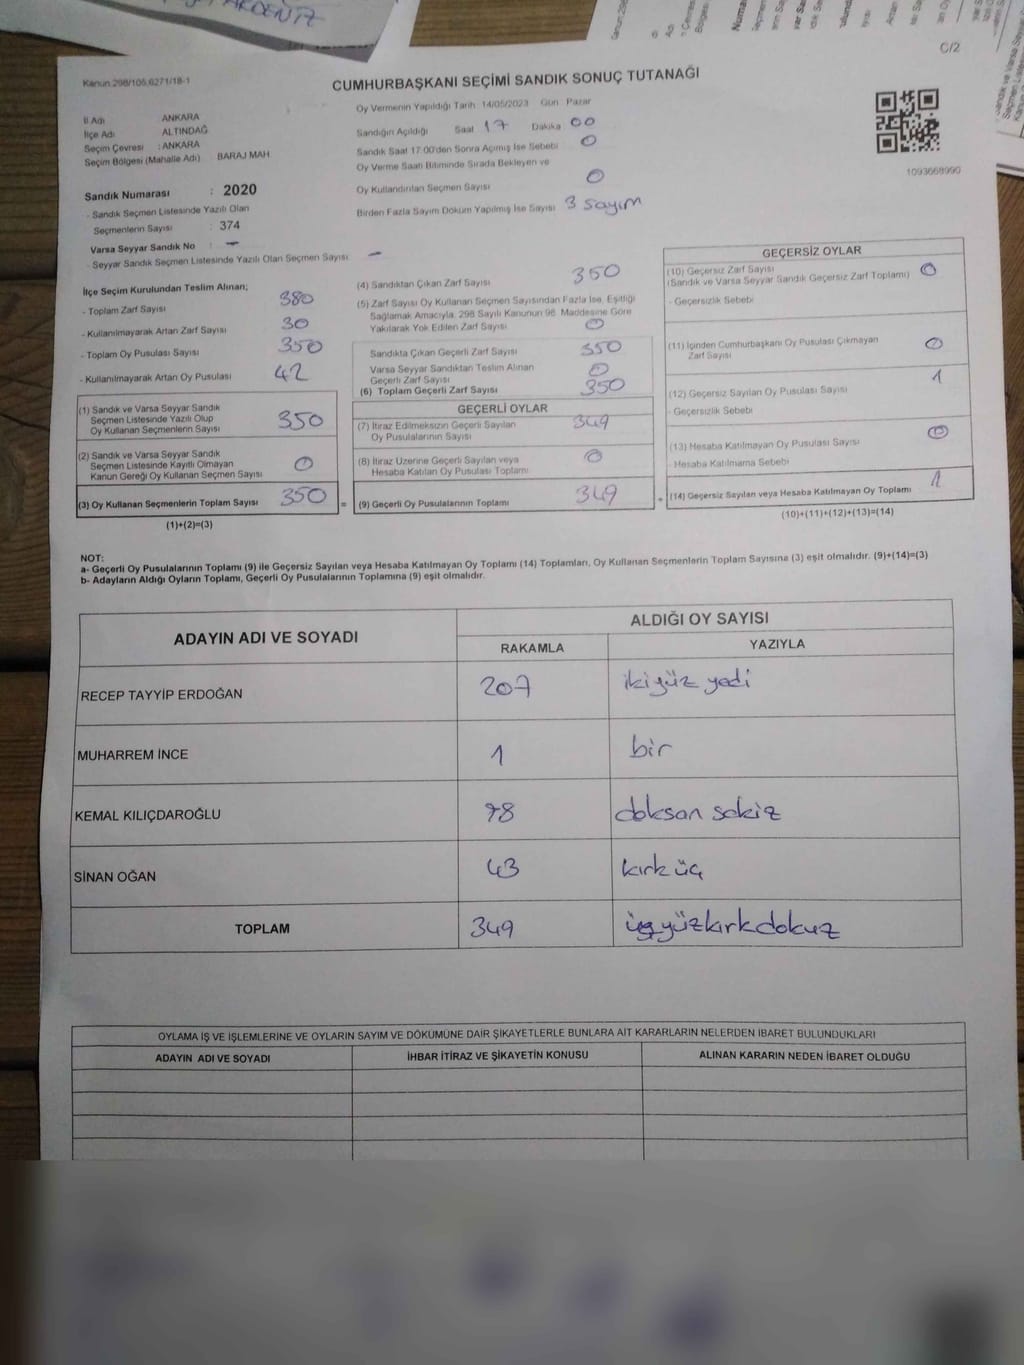 C/2
Kanun 298/105,6271/18-1
CUMHURBAŞKANI SEÇİMİ SANDIK SONUÇ TUTANAĞI
İl Adı ANKARA
İlçe Adı ALTINDAĞ
Seçim Çevresi : ANKARA
Seçim Bölgesi (Mahalle Adı) BARAJ MAH
Sandık Numarası : 2020
- Sandık Seçmen Listesinde Yazılı Olan
Seçmenlerin Sayısı : 374
Varsa Seyyar Sandık No : -
- Seyyar Sandık Seçmen Listesinde Yazılı Olan Seçmen Sayısı -
Oy Vermenin Yapıldığı Tarih 14/05/2023 Gün Pazar
Sandığın Açıldığı Saat 17 Dakika 00
Sandık Saat 17:00'den Sonra Açımış İse Sebebi 0
Oy Verme Saati Bitiminde Sırada Bekleyen ve
Oy Kullandırılan Seçmen Sayısı 0
Birden Fazla Sayım Döküm Yapılmış İse Sayısı 3 sayım
1093668990
İlçe Seçim Kurulundan Teslim Alınan;
- Toplam Zarf Sayısı 380
- Kullanılmayarak Artan Zarf Sayısı 30
- Toplam Oy Pusulası Sayısı 350
- Kullanılmayarak Artan Oy Pusulası 42
(1) Sandık ve Varsa Seyyar Sandık
Seçmen Listesinde Yazılı Olup
Oy Kullanan Seçmenlerin Sayısı 350
(2) Sandık ve Varsa Seyyar Sandık
Seçmen Listesinde Kayıtlı Olmayan
Kanun Gereği Oy Kullanan Seçmen Sayısı 0
(3) Oy Kullanan Seçmenlerin Toplam Sayısı 350 =
(1)+(2)=(3)
(4) Sandıktan Çıkan Zarf Sayısı 350
(5) Zarf Sayısı Oy Kullanan Seçmen Sayısından Fazla İse, Eşitliği
Sağlamak Amacıyla, 298 Sayılı Kanunun 98. Maddesine Göre
Yakılarak Yok Edilen Zarf Sayısı 0
Sandıkta Çıkan Geçerli Zarf Sayısı 350
Varsa Seyyar Sandıktan Teslim Alınan
Geçerli Zarf Sayısı 0
(6) Toplam Geçerli Zarf Sayısı 350
GEÇERLİ OYLAR
(7) İtiraz Edilmeksizin Geçerli Sayılan
Oy Pusulalarının Sayısı 349
(8) İtiraz Üzerine Geçerli Sayılan veya
Hesaba Katılan Oy Pusulası Toplamı 0
(9) Geçerli Oy Pusulalarının Toplamı 349 +
GEÇERSİZ OYLAR
(10) Geçersiz Zarf Sayısı
(Sandık ve Varsa Seyyar Sandık Geçersiz Zarf Toplamı) 0
- Geçersizlik Sebebi
(11) İçinden Cumhurbaşkanı Oy Pusulası Çıkmayan
Zarf Sayısı 0
(12) Geçersiz Sayılan Oy Pusulası Sayısı 1
- Geçersizlik Sebebi
(13) Hesaba Katılmayan Oy Pusulası Sayısı 0
- Hesaba Katılmama Sebebi
(14) Geçersiz Sayılan veya Hesaba Katılmayan Oy Toplamı 1
(10)+(11)+(12)+(13)=(14)
NOT:
a- Geçerli Oy Pusulalarının Toplamı (9) ile Geçersiz Sayılan veya Hesaba Katılmayan Oy Toplamı (14) Toplamları, Oy Kullanan Seçmenlerin Toplam Sayısına (3) eşit olmalıdır. (9)+(14)=(3)
b- Adayların Aldığı Oyların Toplamı, Geçerli Oy Pusulalarının Toplamına (9) eşit olmalıdır.
ADAYIN ADI VE SOYADI ALDIĞI OY SAYISI
RAKAMLA YAZIYLA
RECEP TAYYİP ERDOĞAN 207 ikiyüz yedi
MUHARREM İNCE 1 bir
KEMAL KILIÇDAROĞLU 98 doksan sekiz
SİNAN OĞAN 43 kırk üç
TOPLAM 349 üçyüzkırkdokuz
OYLAMA İŞ VE İŞLEMLERİNE VE OYLARIN SAYIM VE DÖKÜMÜNE DAİR ŞİKAYETLERLE BUNLARA AİT KARARLARIN NELERDEN İBARET BULUNDUKLARI
ADAYIN ADI VE SOYADI İHBAR İTİRAZ VE ŞİKAYETİN KONUSU ALINAN KARARIN NEDEN İBARET OLDUĞU